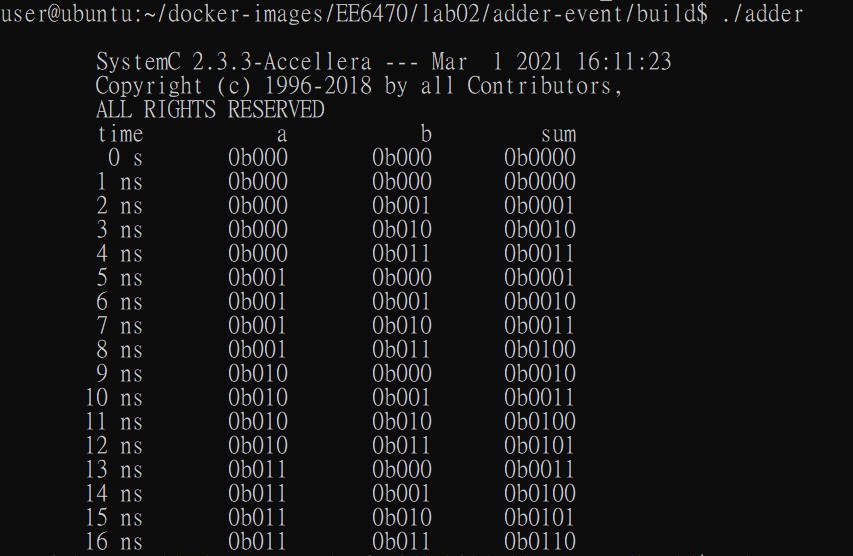 user@ubuntu:~/docker-images/EE6470/lab02/adder-event/build$ ./adder
SystemC 2.3.3-Accellera --- Mar  1 2021 16:11:23
Copyright (c) 1996-2018 by all Contributors,
ALL RIGHTS RESERVED
time a b sum
0 s 0b000 0b000 0b0000
1 ns 0b000 0b000 0b0000
2 ns 0b000 0b001 0b0001
3 ns 0b000 0b010 0b0010
4 ns 0b000 0b011 0b0011
5 ns 0b001 0b000 0b0001
6 ns 0b001 0b001 0b0010
7 ns 0b001 0b010 0b0011
8 ns 0b001 0b011 0b0100
9 ns 0b010 0b000 0b0010
10 ns 0b010 0b001 0b0011
11 ns 0b010 0b010 0b0100
12 ns 0b010 0b011 0b0101
13 ns 0b011 0b000 0b0011
14 ns 0b011 0b001 0b0100
15 ns 0b011 0b010 0b0101
16 ns 0b011 0b011 0b0110